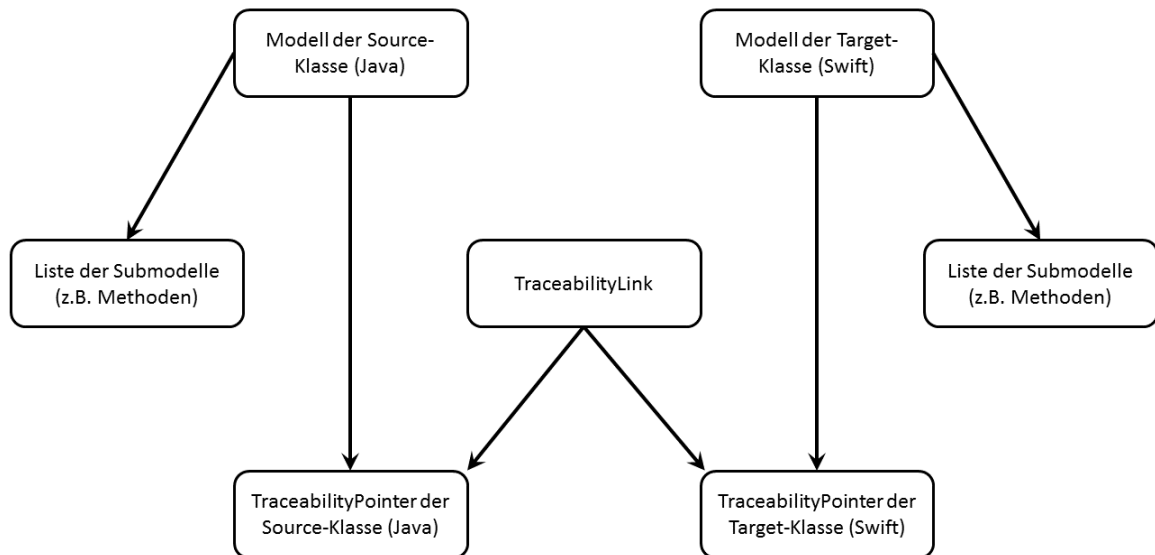 Modell der Source-
Klasse (Java)
Modell der Target-
Klasse (Swift)
Liste der Submodelle
(z.B. Methoden)
TraceabilityLink
Liste der Submodelle
(z.B. Methoden)
TraceabilityPointer der
Source-Klasse (Java)
TraceabilityPointer der
Target-Klasse (Swift)